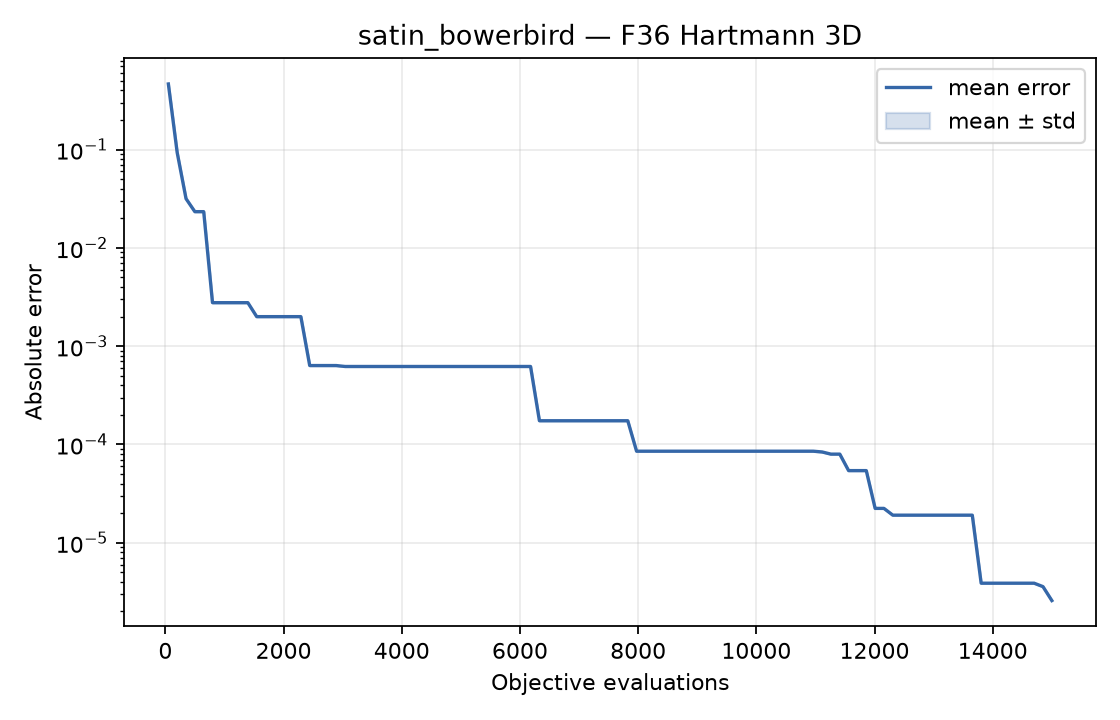 satin_bowerbird — F36 Hartmann 3D
mean error
mean ± std
Absolute error
10⁻¹
10⁻²
10⁻³
10⁻⁴
10⁻⁵
0 2000 4000 6000 8000 10000 12000 14000
Objective evaluations